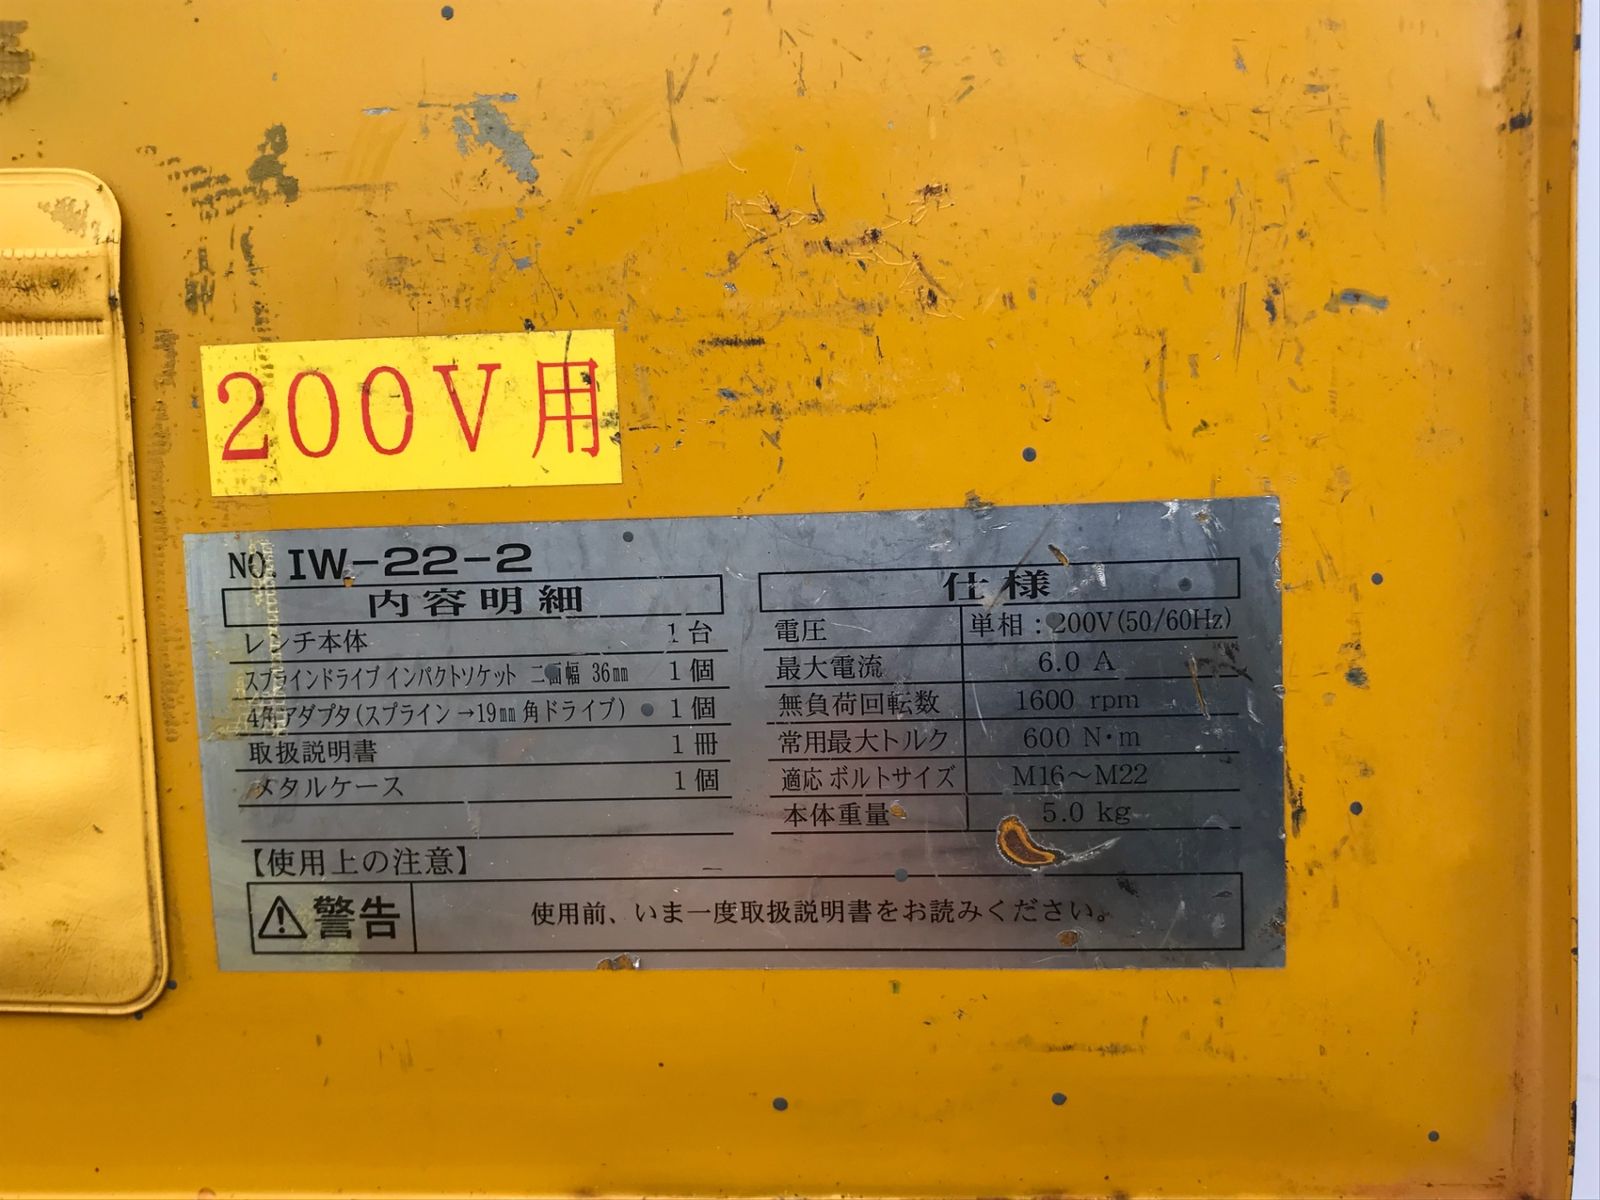 200V用
NO. IW-22-2
内容明細
レンチ本体 1台
スプラインドライブ インパクトソケット 二面幅 36mm 1個
4角アダプタ(スプライン→19mm角ドライブ) 1個
取扱説明書 1冊
メタルケース 1個
仕様
電圧 単相：200V(50/60Hz)
最大電流 6.0 A
無負荷回転数 1600 rpm
常用最大トルク 600 N・m
適応ボルトサイズ M16～M22
本体重量 5.0 kg
【使用上の注意】
警告 使用前、いま一度取扱説明書をお読みください。